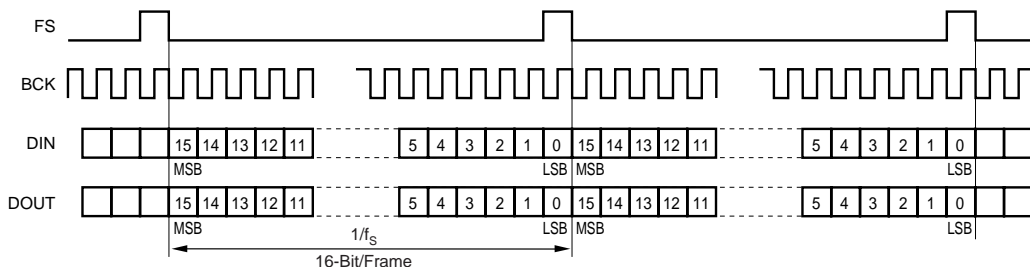 FS
BCK
DIN 15 14 13 12 11 5 4 3 2 1 0 15 14 13 12 11 5 4 3 2 1 0
MSB LSB MSB LSB
DOUT 15 14 13 12 11 5 4 3 2 1 0 15 14 13 12 11 5 4 3 2 1 0
MSB LSB MSB LSB
1/fS
16-Bit/Frame